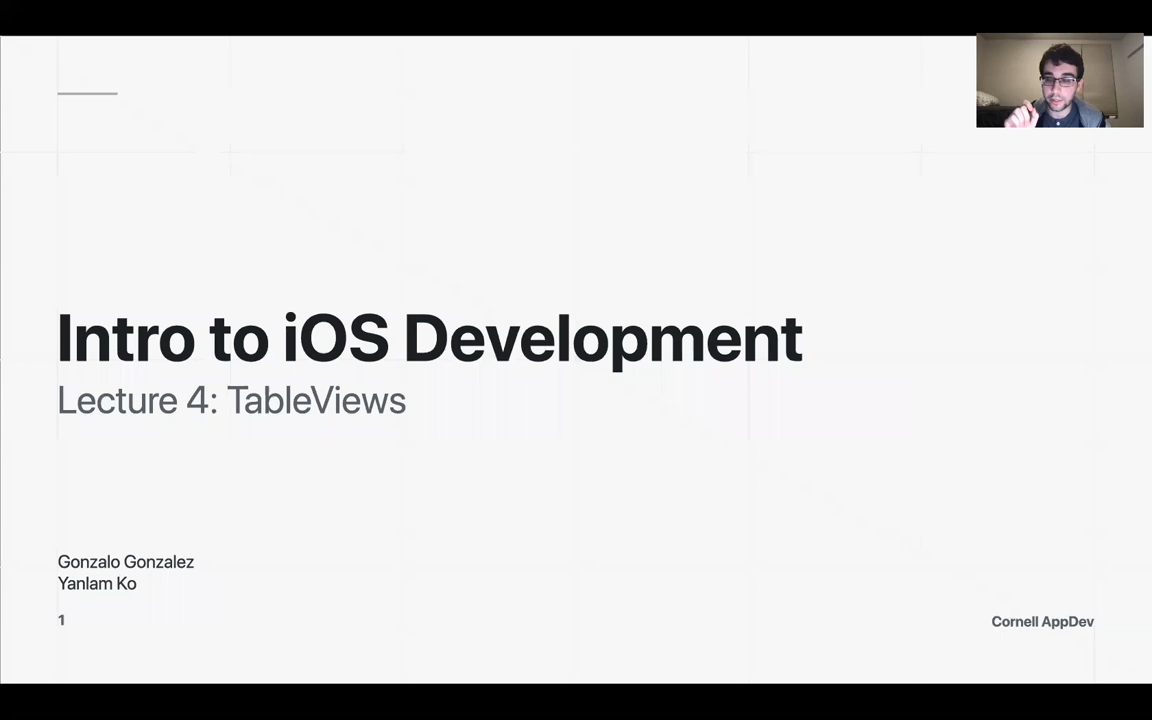 Intro to iOS Development
Lecture 4: TableViews
Gonzalo Gonzalez
Yanlam Ko
1
Cornell AppDev